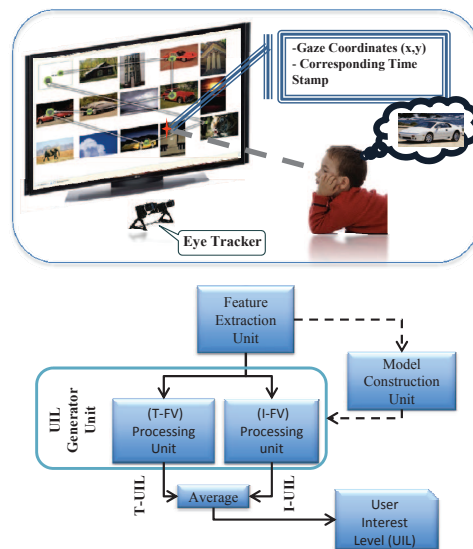 -Gaze Coordinates (x,y)
- Corresponding Time
Stamp
Eye Tracker
Feature
Extraction
Unit
Model
Construction
Unit
UIL
Generator
Unit
(T-FV)
Processing
Unit
(I-FV)
Processing
unit
T-UIL
I-UIL
Average
User
Interest
Level (UIL)